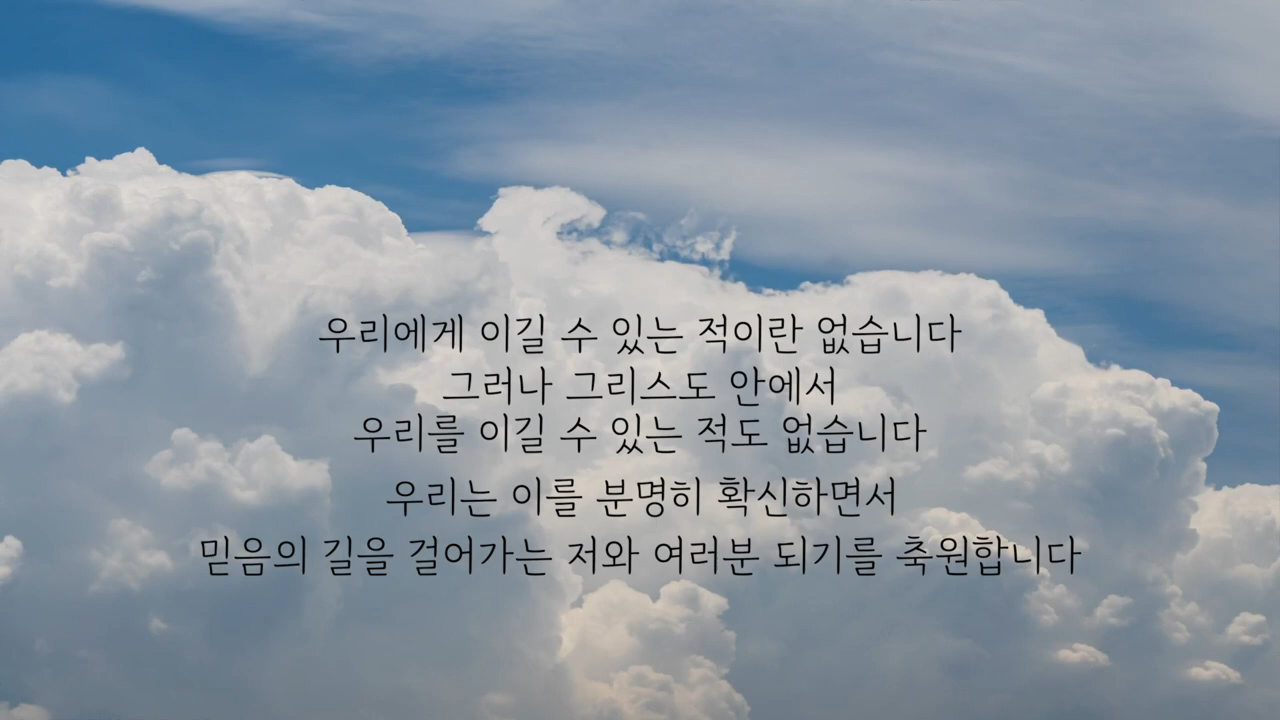 우리에게 이길 수 있는 적이란 없습니다
그러나 그리스도 안에서
우리를 이길 수 있는 적도 없습니다
우리는 이를 분명히 확신하면서
믿음의 길을 걸어가는 저와 여러분 되기를 축원합니다